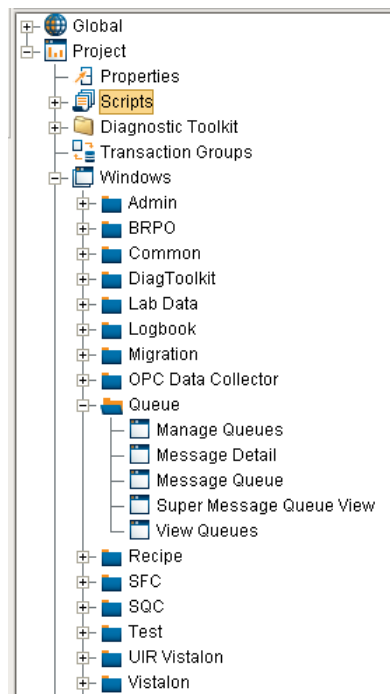 Global
Project
Properties
Scripts
Diagnostic Toolkit
Transaction Groups
Windows
Admin
BRPO
Common
DiagToolkit
Lab Data
Logbook
Migration
OPC Data Collector
Queue
Manage Queues
Message Detail
Message Queue
Super Message Queue View
View Queues
Recipe
SFC
SQC
Test
UIR Vistalon
Vistalon